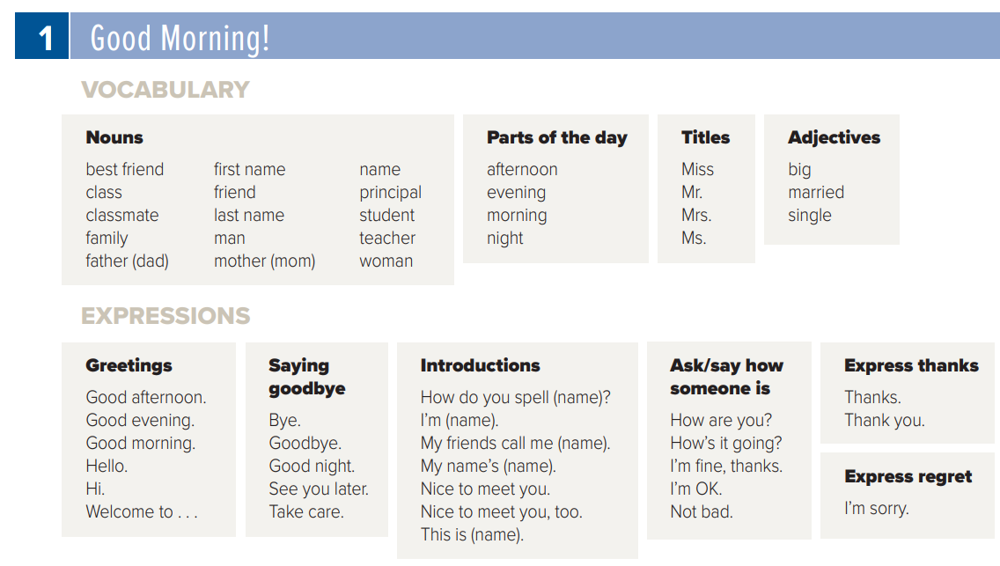 1 Good Morning!
VOCABULARY
Nouns
best friend
class
classmate
family
father (dad)
first name
friend
last name
man
mother (mom)
name
principal
student
teacher
woman
Parts of the day
afternoon
evening
morning
night
Titles
Miss
Mr.
Mrs.
Ms.
Adjectives
big
married
single
EXPRESSIONS
Greetings
Good afternoon.
Good evening.
Good morning.
Hello.
Hi.
Welcome to . . .
Saying
goodbye
Bye.
Goodbye.
Good night.
See you later.
Take care.
Introductions
How do you spell (name)?
I’m (name).
My friends call me (name).
My name’s (name).
Nice to meet you.
Nice to meet you, too.
This is (name).
Ask/say how
someone is
How are you?
How’s it going?
I’m fine, thanks.
I’m OK.
Not bad.
Express thanks
Thanks.
Thank you.
Express regret
I’m sorry.